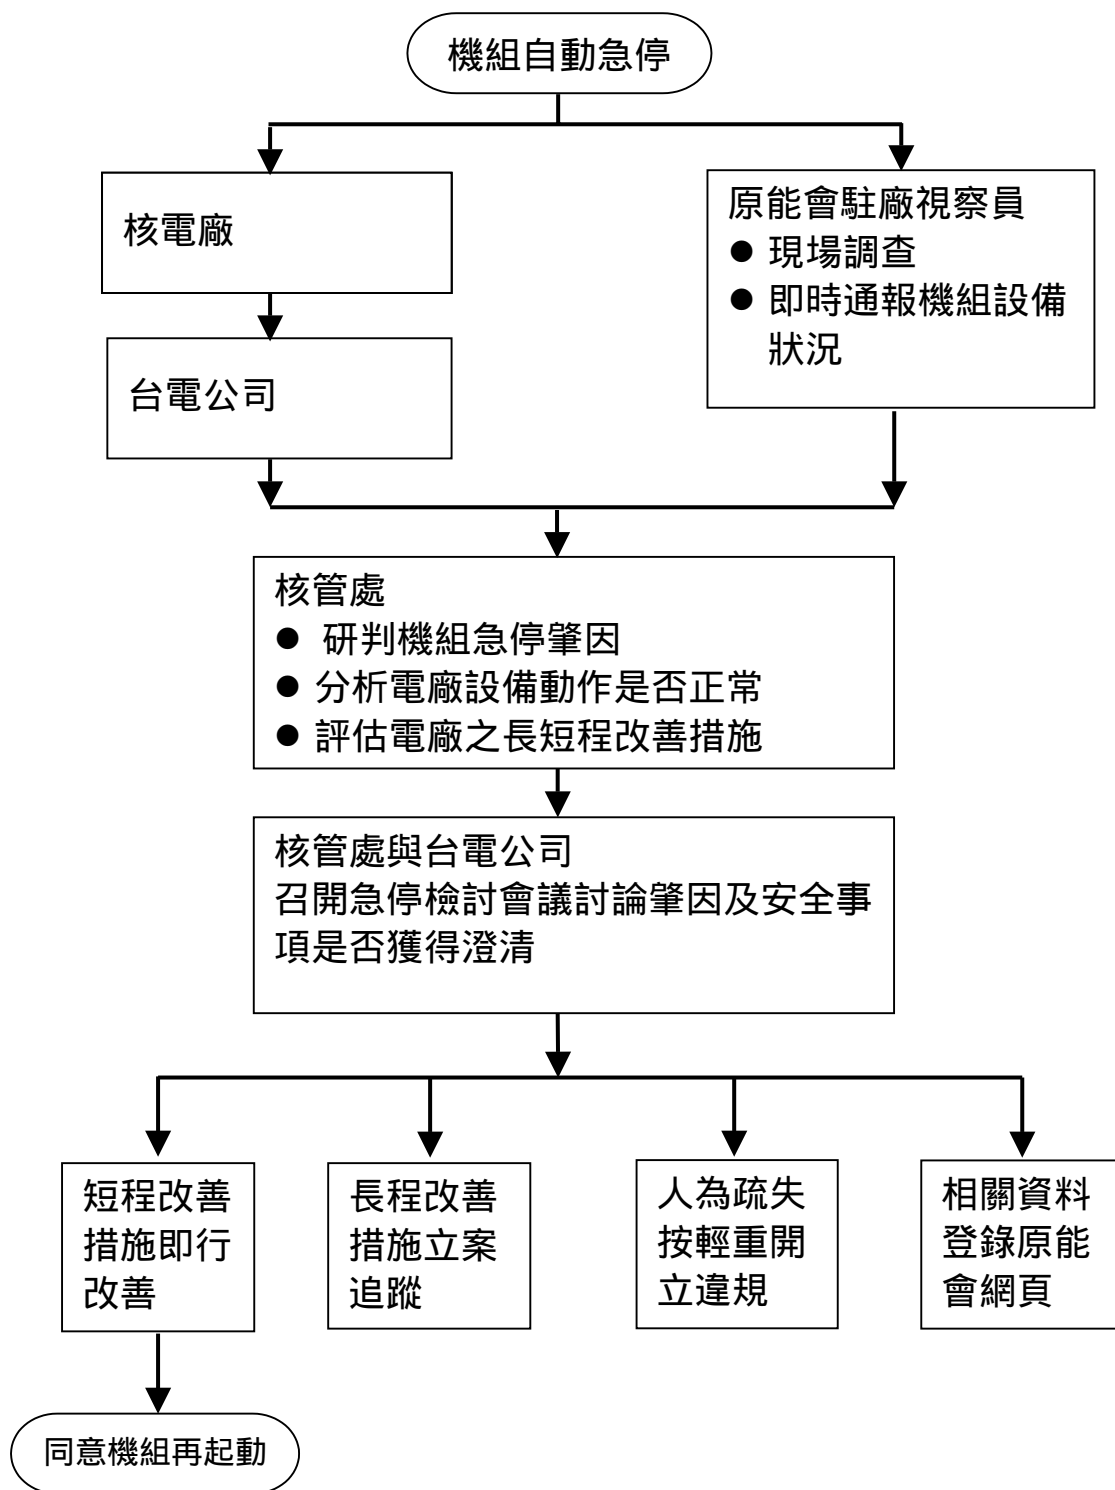 機組自動急停
核電廠
原能會駐廠視察員
● 現場調查
● 即時通報機組設備
狀況
台電公司
核管處
● 研判機組急停肇因
● 分析電廠設備動作是否正常
● 評估電廠之長短程改善措施
核管處與台電公司
召開急停檢討會議討論肇因及安全事
項是否獲得澄清
短程改善
措施即行
改善
長程改善
措施立案
追蹤
人為疏失
按輕重開
立違規
相關資料
登錄原能
會網頁
同意機組再起動